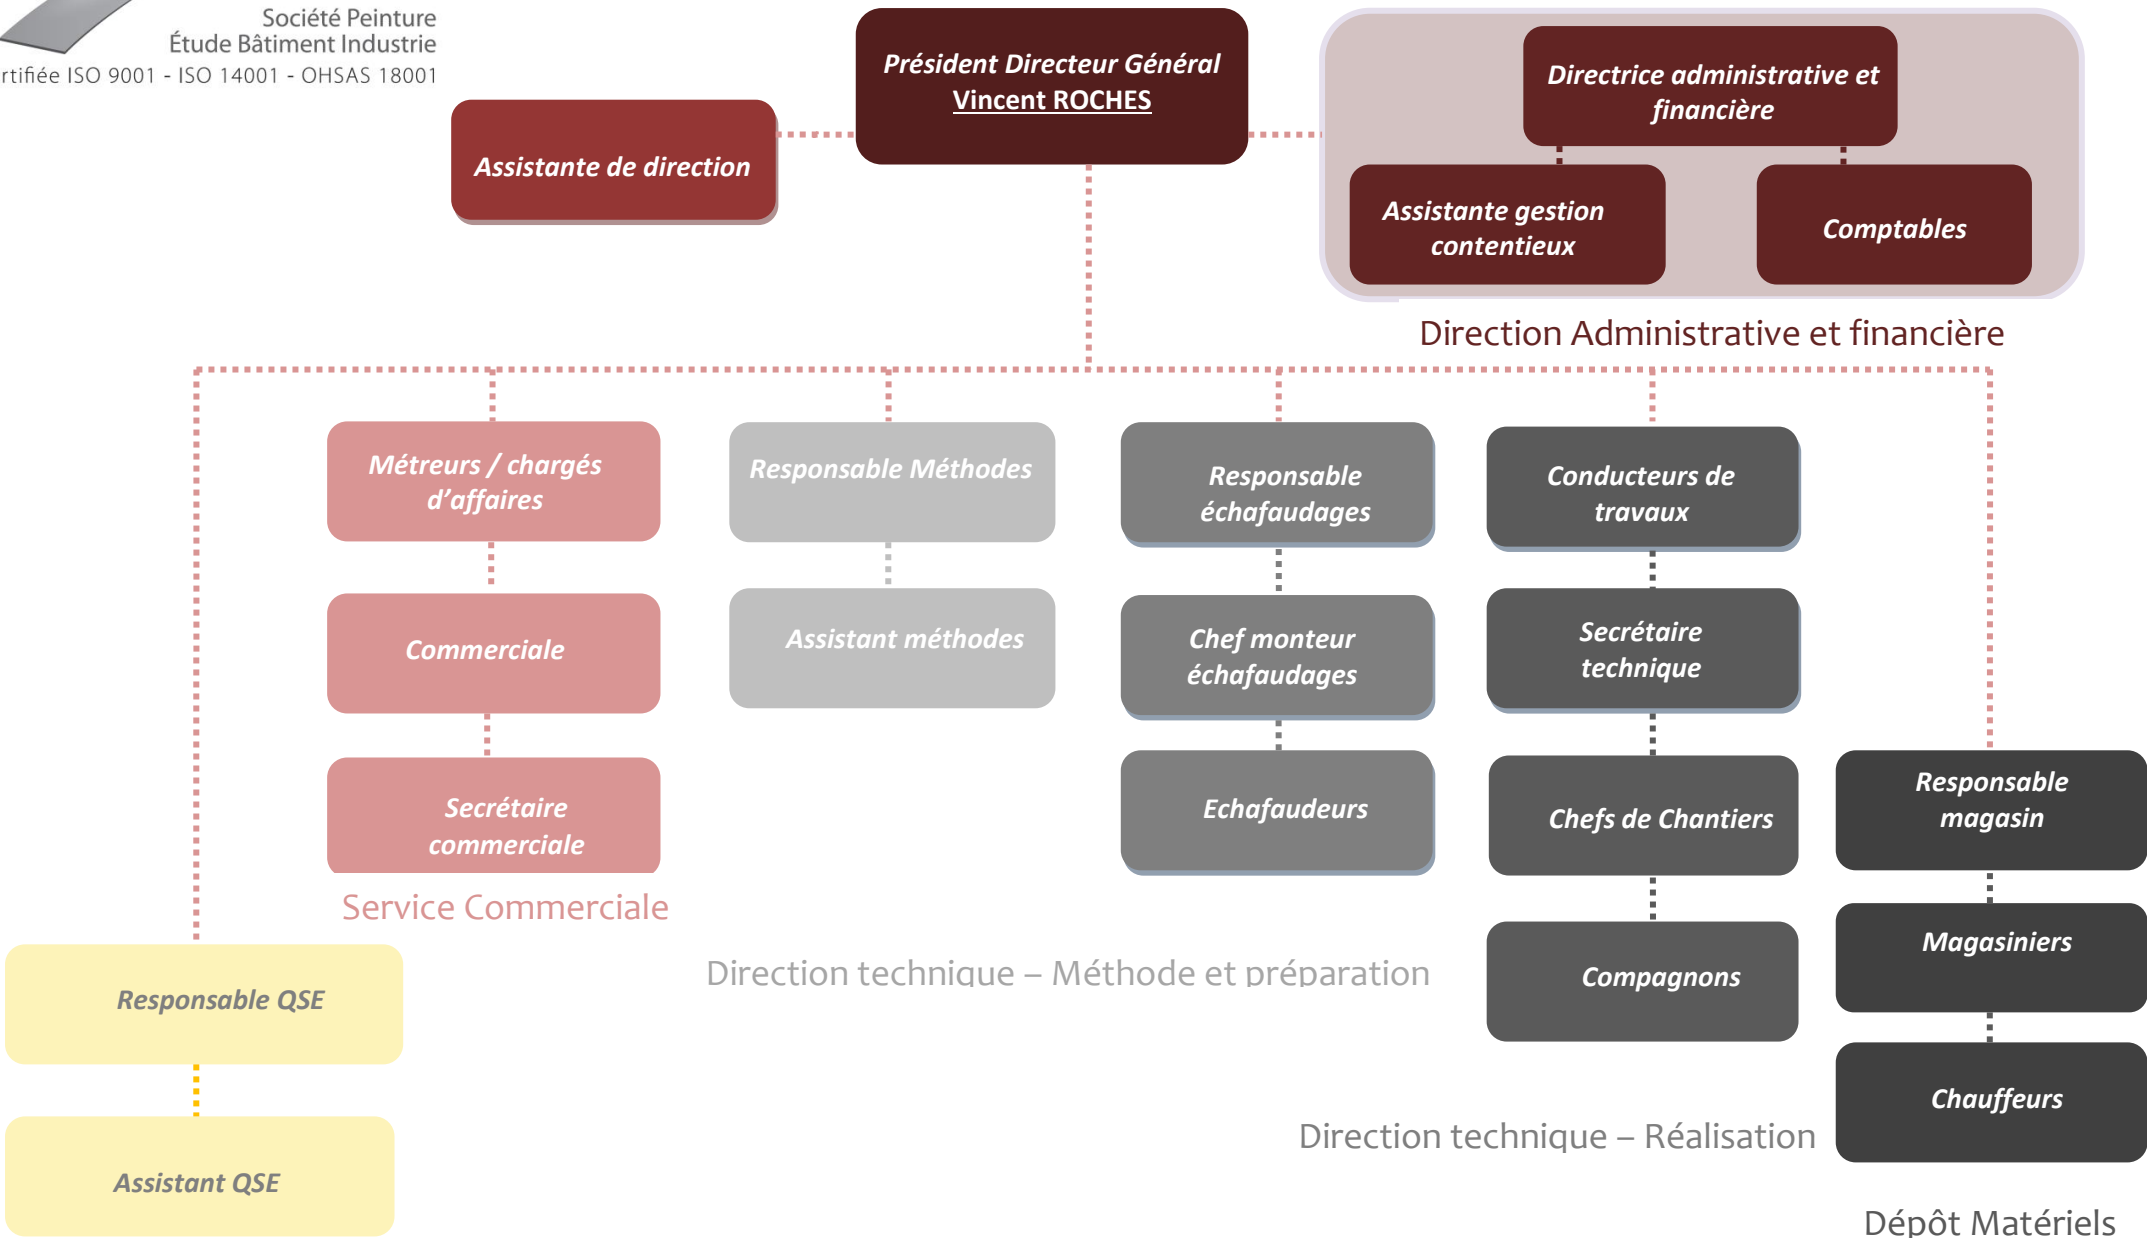 Société Peinture
Étude Bâtiment Industrie
rtifiée ISO 9001 - ISO 14001 - OHSAS 18001
Président Directeur Général
Vincent ROCHES
Assistante de direction
Directrice administrative et
financière
Assistante gestion
contentieux
Comptables
Direction Administrative et financière
Métreurs / chargés
d’affaires
Commerciale
Secrétaire
commerciale
Service Commerciale
Responsable Méthodes
Assistant méthodes
Responsable
échafaudages
Chef monteur
échafaudages
Echafaudeurs
Direction technique – Méthode et préparation
Conducteurs de
travaux
Secrétaire
technique
Chefs de Chantiers
Compagnons
Direction technique – Réalisation
Responsable
magasin
Magasiniers
Chauffeurs
Dépôt Matériels
Responsable QSE
Assistant QSE